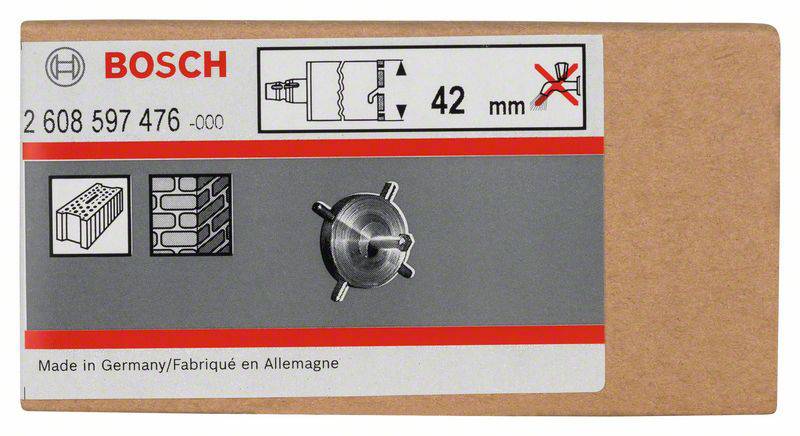 BOSCH
2 608 597 476 -000
42 mm
Made in Germany/Fabriqué en Allemagne